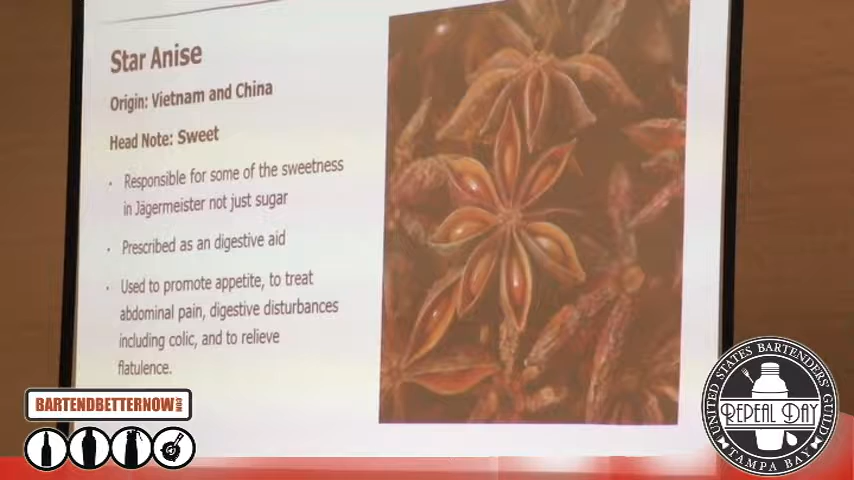 Star Anise
Origin: Vietnam and China
Head Note: Sweet
· Responsible for some of the sweetness
in Jägermeister not just sugar
· Prescribed as an digestive aid
· Used to promote appetite, to treat
abdominal pain, digestive disturbances
including colic, and to relieve
flatulence.
BARTENDBETTERNOW.COM
UNITED STATES BARTENDERS' GUILD
REPEAL DAY
TAMPA BAY